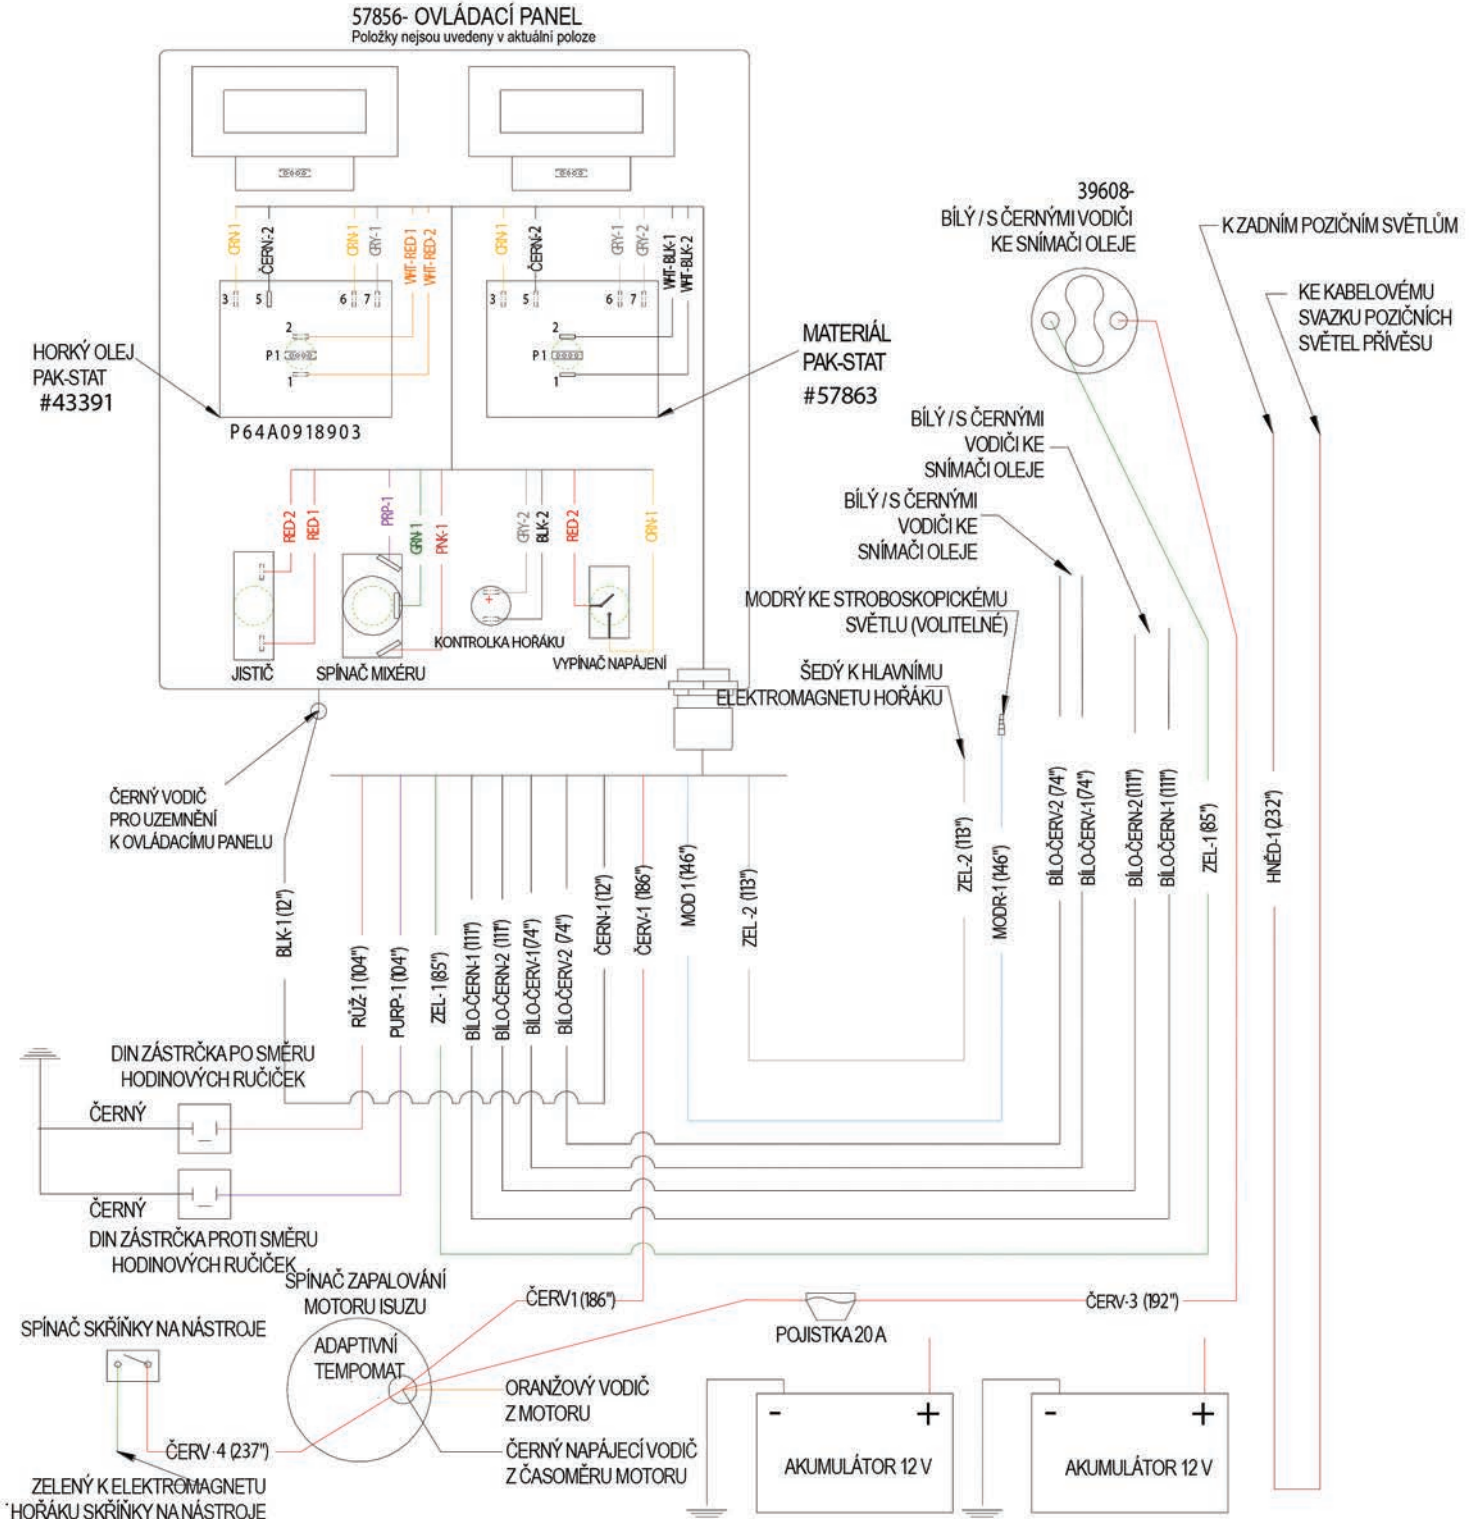 57856- OVLÁDACÍ PANEL
Položky nejsou uvedeny v aktuální poloze
ORN-1
ČERN-2
ORN-1
GRY-1
WHT-RED-1
WHT-RED-2
ORN-1
ČERN-2
GRY-1
GRY-2
WHT-BLK-1
WHT-BLK-2
3
5
6
7
2
P1
1
3
5
6
7
2
P1
1
HORKÝ OLEJ
PAK-STAT
#43391
P64A0918903
MATERIÁL
PAK-STAT
#57863
39608-
BÍLÝ / S ČERNÝMI VODIČI
KE SNÍMAČI OLEJE
K ZADNÍM POZIČNÍM SVĚTLŮM
KE KABELOVÉMU
SVAZKU POZIČNÍCH
SVĚTEL PŘÍVĚSU
BÍLÝ / S ČERNÝMI
VODIČI KE
SNÍMAČI OLEJE
BÍLÝ / S ČERNÝMI
VODIČI KE
SNÍMAČI OLEJE
MODRÝ KE STROBOSKOPICKÉMU
SVĚTLU (VOLITELNÉ)
ŠEDÝ K HLAVNÍMU
ELEKTROMAGNETU HOŘÁKU
RED-2
RED-1
PRP-1
GRN-1
PNK-1
GRY-2
BLK-2
RED-2
ORN-1
+
JISTIČ
SPÍNAČ MIXÉRU
KONTROLKA HOŘÁKU
VYPÍNAČ NAPÁJENÍ
ČERNÝ VODIČ
PRO UZEMNĚNÍ
K OVLÁDACÍMU PANELU
BLK-1 (12")
RŮŽ-1 (104")
PURP-1 (104")
ZEL-1 (85")
BÍLO-ČERN-1 (111")
BÍLO-ČERN-2 (111")
BÍLO-ČERV-1 (74")
BÍLO-ČERV-2 (74")
ČERN-1 (12")
ČERV-1 (186")
MOD 1 (146")
ZEL-2 (113")
ZEL-2 (113")
MODR-1 (146")
BÍLO-ČERV-2 (74")
BÍLO-ČERV-1 (74")
BÍLO-ČERN-2 (111")
BÍLO-ČERN-1 (111")
ZEL-1 (85")
HNĚD-1 (232")
DIN ZÁSTRČKA PO SMĚRU
HODINOVÝCH RUČIČEK
ČERNÝ
ČERNÝ
DIN ZÁSTRČKA PROTI SMĚRU
HODINOVÝCH RUČIČEK
SPÍNAČ ZAPALOVÁNÍ
MOTORU ISUZU
ADAPTIVNÍ
TEMPOMAT
SPÍNAČ SKŘÍŇKY NA NÁSTROJE
ČERV1 (186")
ČERV-3 (192")
POJISTKA 20 A
ORANŽOVÝ VODIČ
Z MOTORU
ČERNÝ NAPÁJECÍ VODIČ
Z ČASOMĚRU MOTORU
ČERV-4 (237")
ZELENÝ K ELEKTROMAGNETU
HOŘÁKU SKŘÍŇKY NA NÁSTROJE
- +
AKUMULÁTOR 12 V
- +
AKUMULÁTOR 12 V